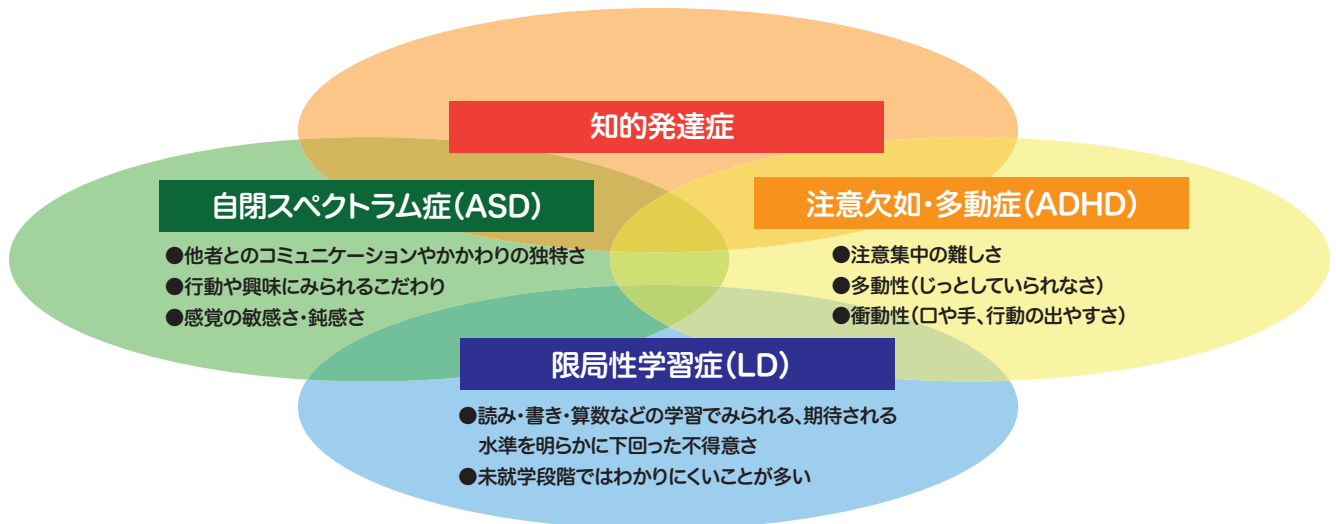 知的発達症
自閉スペクトラム症(ASD)
●他者とのコミュニケーションやかかわりの独特さ
●行動や興味にみられるこだわり
●感覚の敏感さ・鈍感さ
注意欠如・多動症(ADHD)
●注意集中の難しさ
●多動性(じっとしていられなさ)
●衝動性(口や手、行動の出やすさ)
限局性学習症(LD)
●読み・書き・算数などの学習でみられる、期待される
水準を明らかに下回った不得意さ
●未就学段階ではわかりにくいことが多い